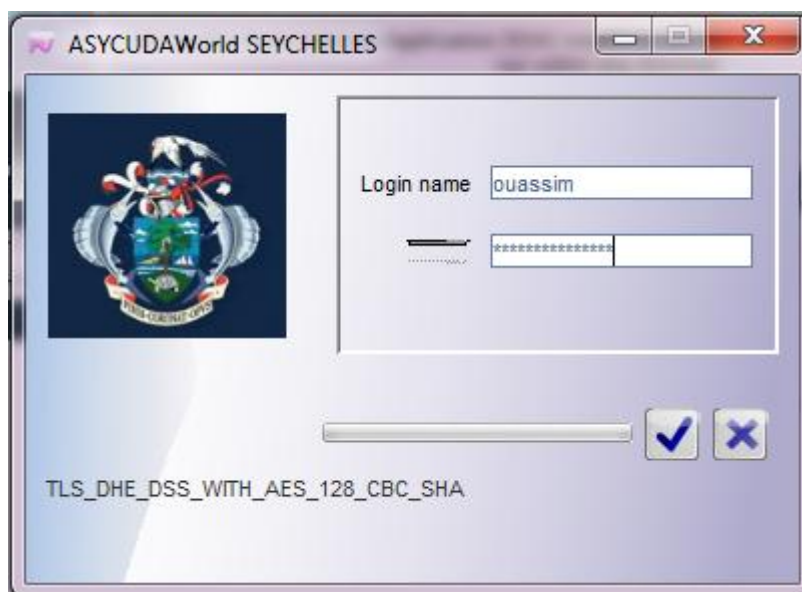 ASYCUDAWorld SEYCHELLES
Login name ouassim
***************
TLS_DHE_DSS_WITH_AES_128_CBC_SHA